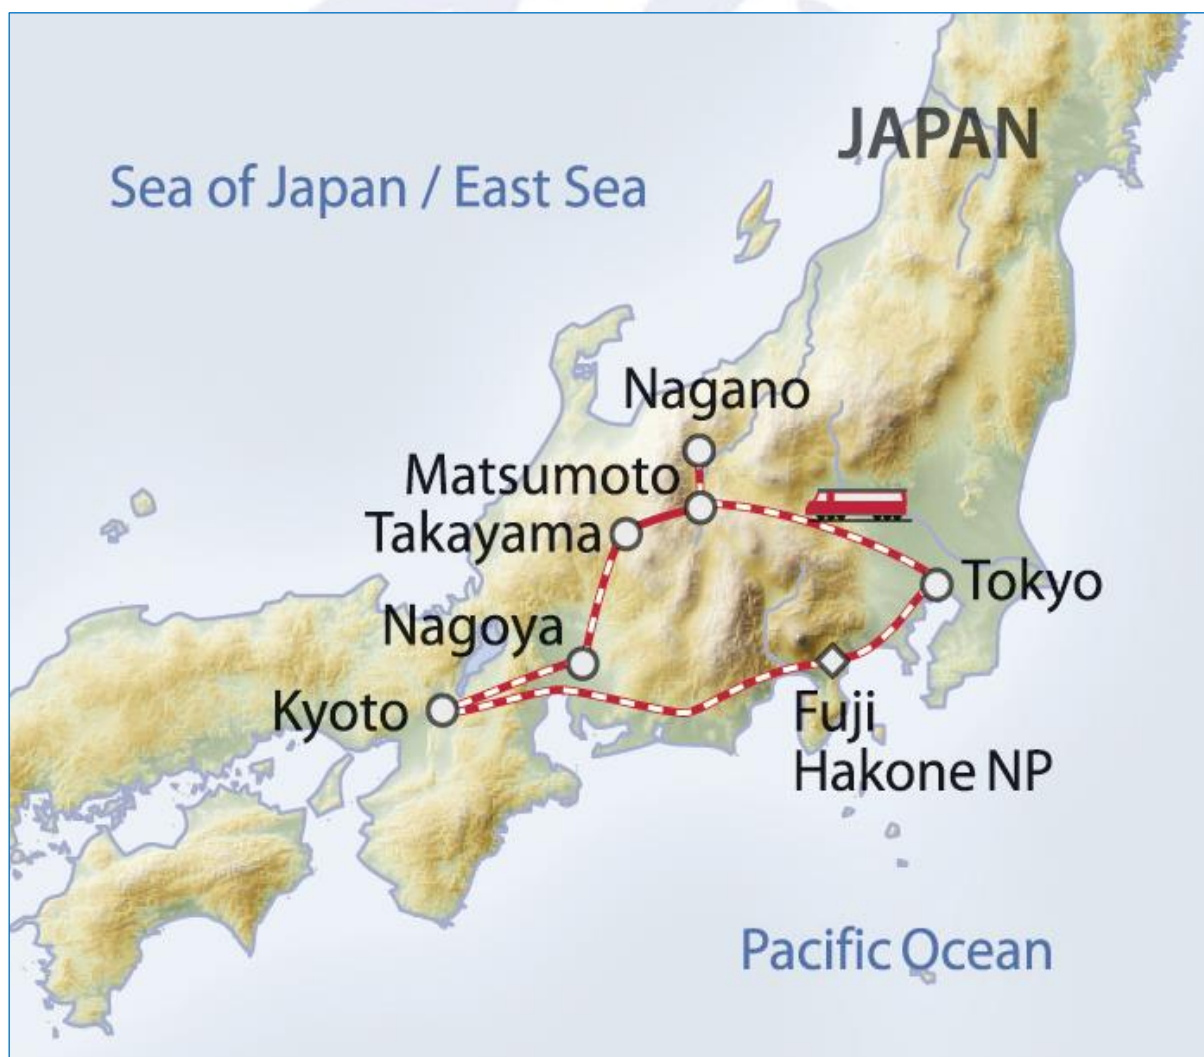 JAPAN
Sea of Japan / East Sea
Nagano
Matsumoto
Takayama
Tokyo
Nagoya
Kyoto
Fuji
Hakone NP
Pacific Ocean